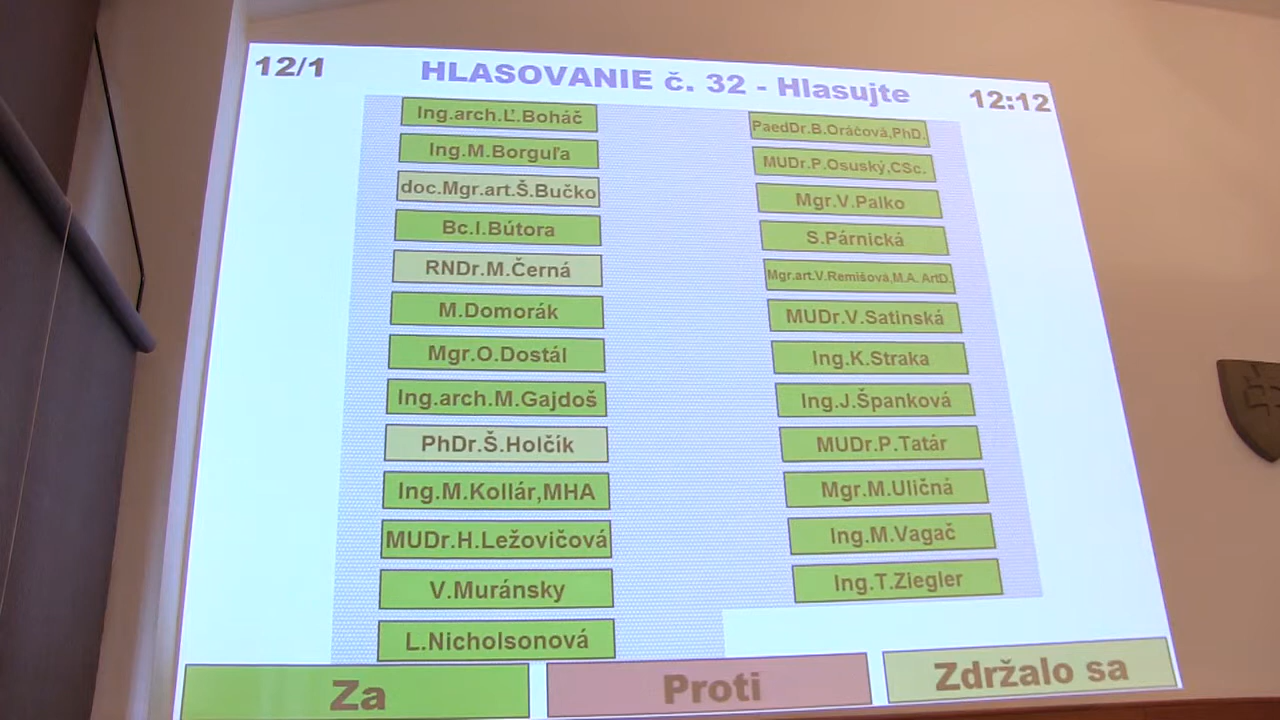 12/1
HLASOVANIE č. 32 - Hlasujte
12:12
Ing.arch.Ľ.Boháč
Ing.M.Borguľa
doc.Mgr.art.Š.Bučko
Bc.I.Bútora
RNDr.M.Černá
M.Domorák
Mgr.O.Dostál
Ing.arch.M.Gajdoš
PhDr.Š.Holčík
Ing.M.Kollár,MHA
MUDr.H.Ležovičová
V.Muránsky
L.Nicholsonová
PaedDr.B.Oráčová,PhD.
MUDr.P.Osuský,CSc.
Mgr.V.Palko
S.Párnická
Mgr.art.V.Remišová,M.A. ArtD.
MUDr.V.Satinská
Ing.K.Straka
Ing.J.Španková
MUDr.P.Tatár
Mgr.M.Uličná
Ing.M.Vagač
Ing.T.Ziegler
Za
Proti
Zdržalo sa